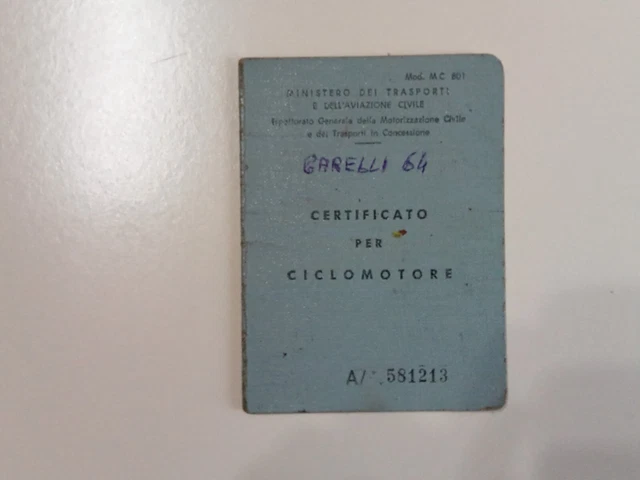 Mod. M.C. 801
MINISTERO DEI TRASPORTI
E DELL'AVIAZIONE CIVILE
Ispettorato Generale della Motorizzazione Civile
e dei Trasporti in Concessione
GARELLI 64
CERTIFICATO
PER
CICLOMOTORE
A/ 581213